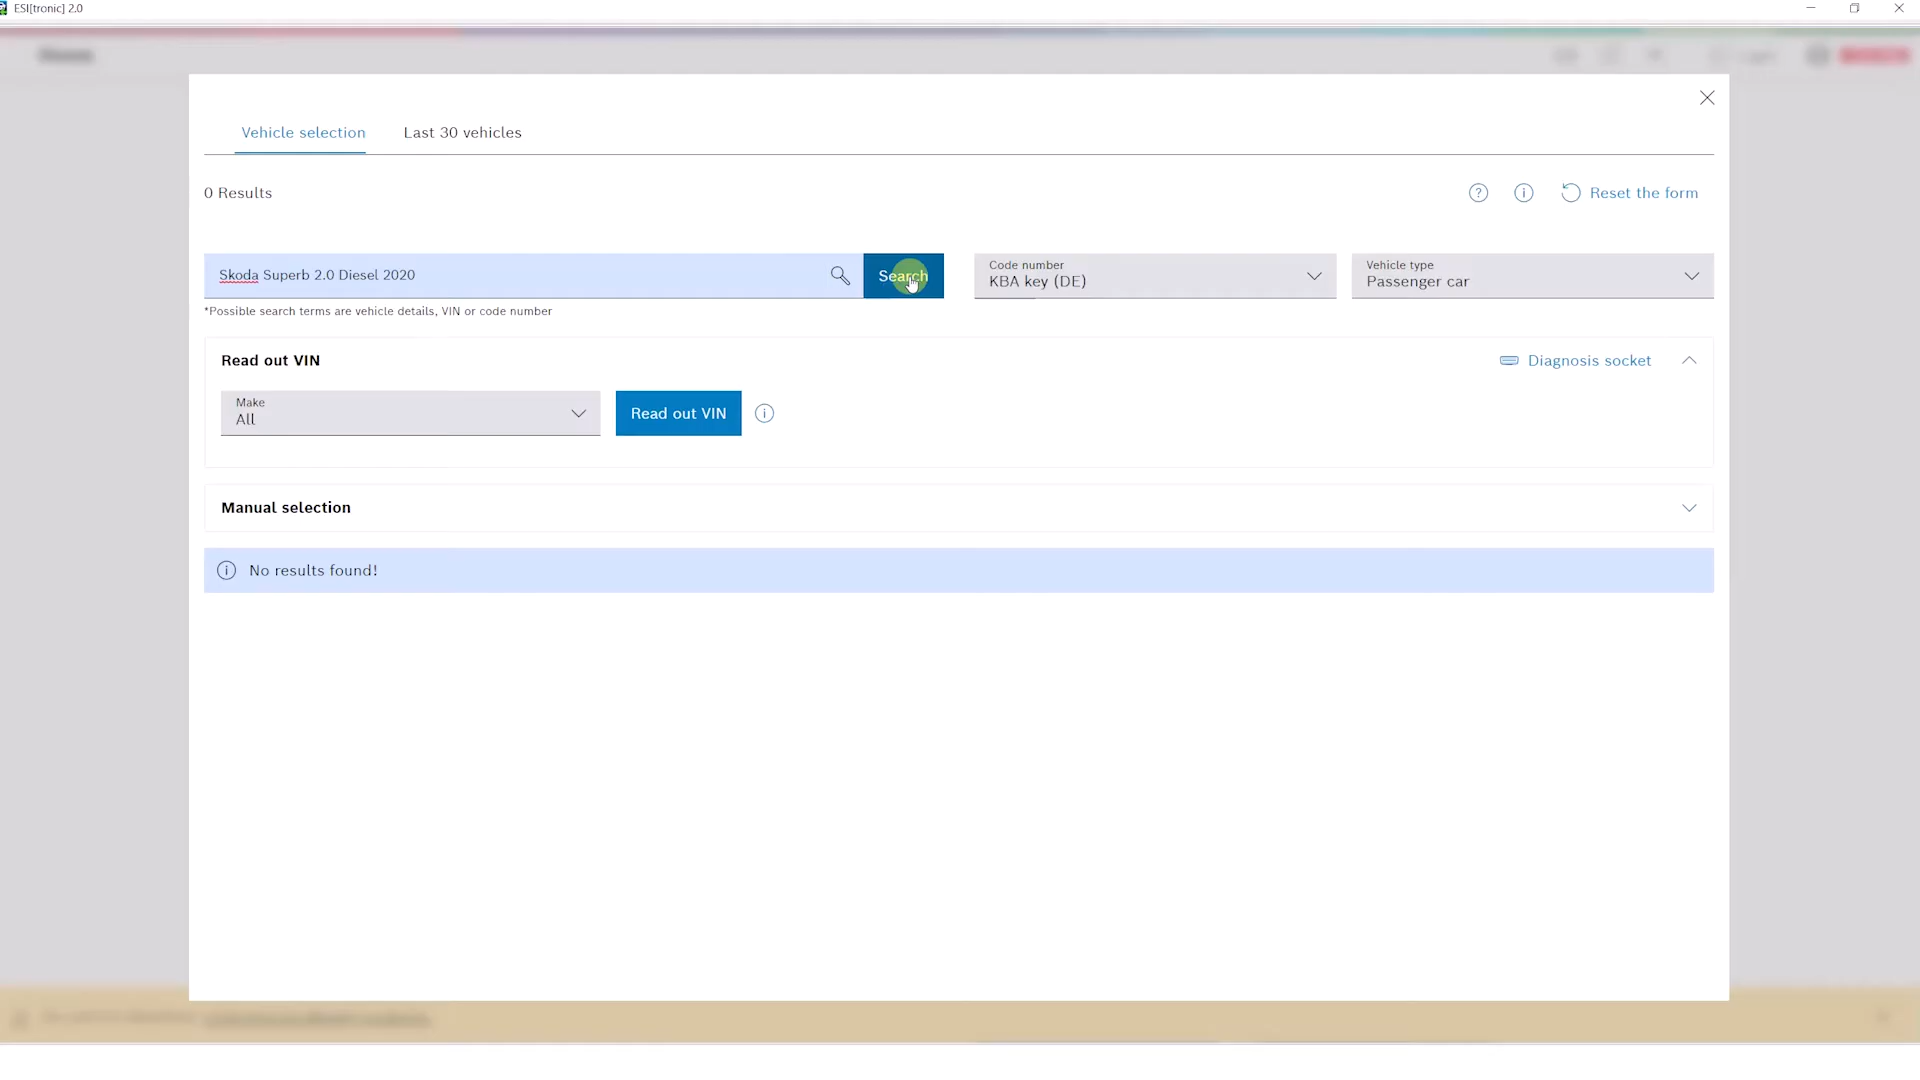 ESI[tronic] 2.0
Vehicle selection
Last 30 vehicles
0 Results
Reset the form
Skoda Superb 2.0 Diesel 2020
Search
Code number
KBA key (DE)
Vehicle type
Passenger car
*Possible search terms are vehicle details, VIN or code number
Read out VIN
Diagnosis socket
Make
All
Read out VIN
Manual selection
No results found!